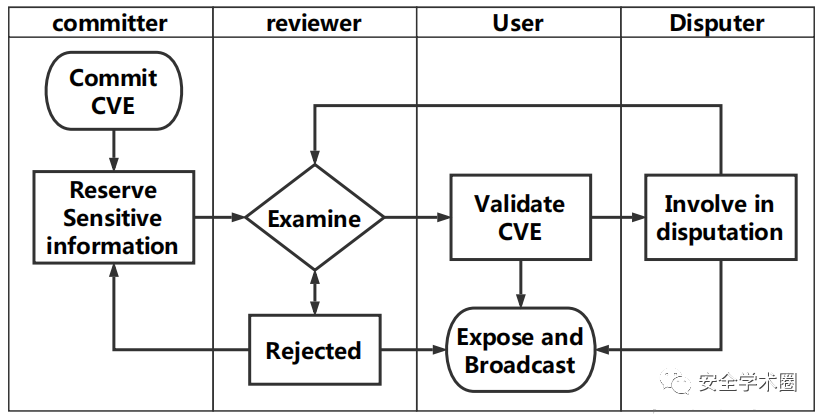 committer
reviewer
User
Disputer
Commit
CVE
Reserve
Sensitive
information
Examine
Validate
CVE
Involve in
disputation
Rejected
Expose and
Broadcast
安全学术圈